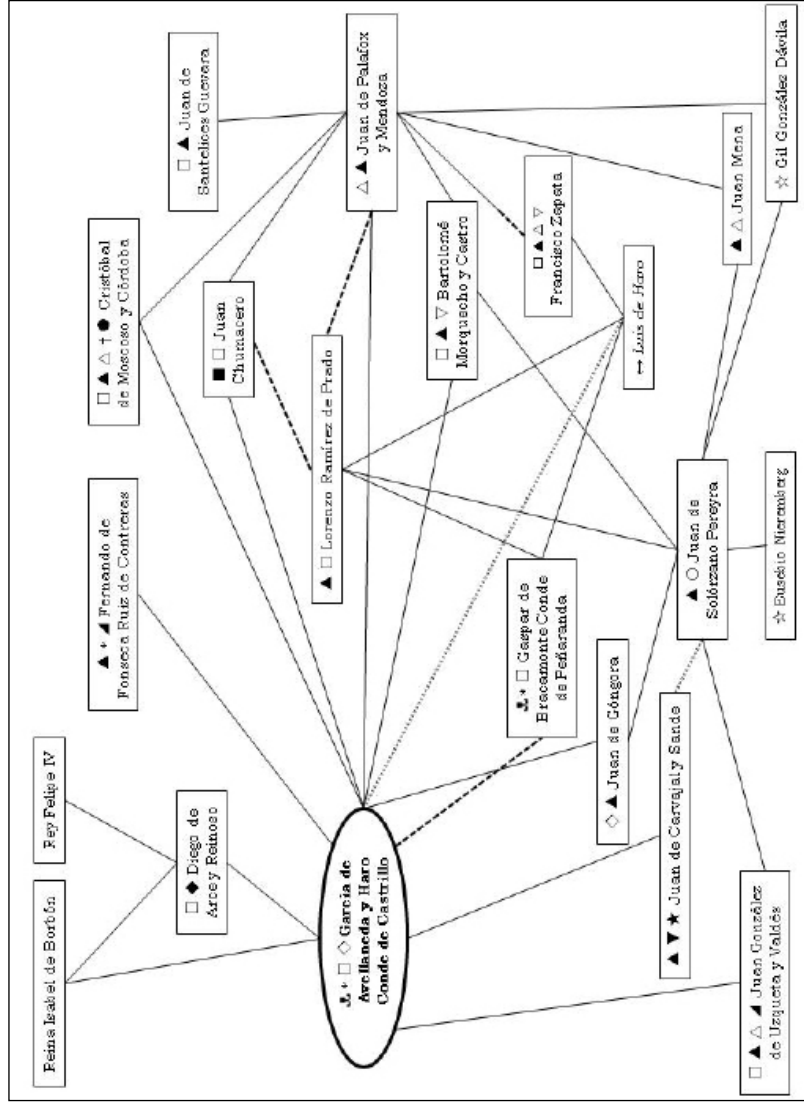 Reina Isabel de Borbón
Rey Felipe IV
□ ◆ Diego de
Arce y Reinoso
▲ * ◢ Fernando de
Fonseca Ruiz de Contreras
□ ▲ △ † ● Cristóbal
de Moscoso y Córdoba
□ ▲ Juan de
Santelices Guevara
■ □ Juan
Chumacero
△ ▲ Juan de Palafox
y Mendoza
▲ □ Lorenzo Ramírez de Prado
□ ▲ ▽ Bartolomé
Morquecho y Castro
□ ▲ △ ▽
Francisco Zapata
* □ ◇ García de
Avellaneda y Haro
Conde de Castrillo
* □ Gaspar de
Bracamonte Conde
de Peñaranda
↔ Luis de Haro
▲ △ Juan Mena
☆ Gil González Dávila
◇ ▲ Juan de Góngora
▲ ○ Juan de
Solórzano Pereyra
☆ Eusebio Nieremberg
▲ ▼ ★ Juan de Carvajal y Sande
□ ▲ △ ◢ Juan González
de Uzqueta y Valdés